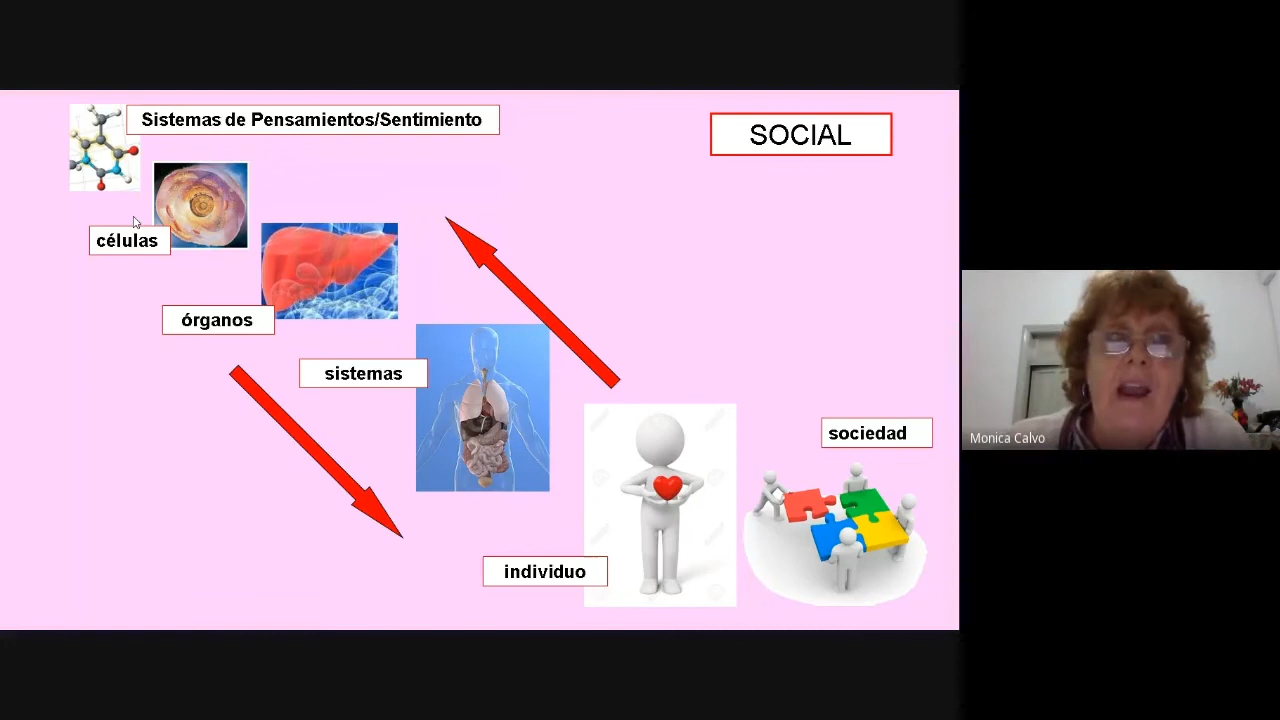 Sistemas de Pensamientos/Sentimiento
SOCIAL
células
órganos
sistemas
sociedad
individuo
Monica Calvo